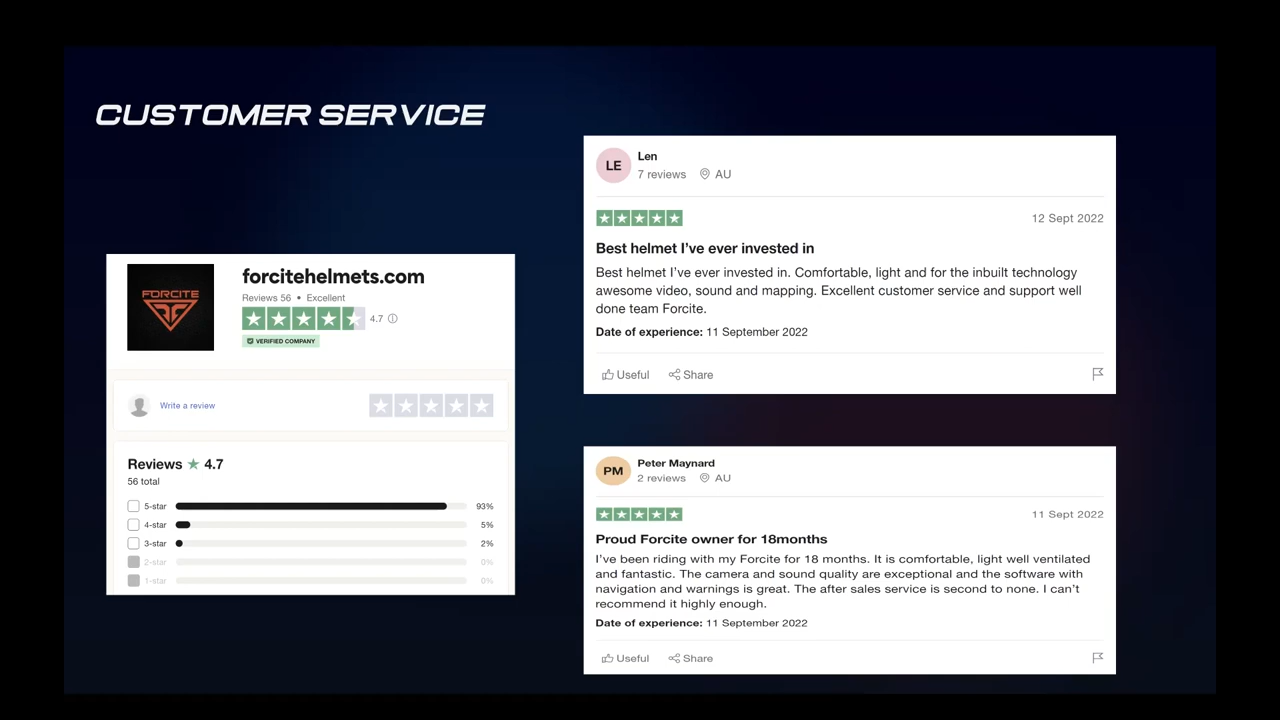 CUSTOMER SERVICE
FORCITE
forcitehelmets.com
Reviews 56 • Excellent
4.7
VERIFIED COMPANY
Write a review
Reviews ★ 4.7
56 total
5-star 93%
4-star 5%
3-star 2%
2-star 0%
1-star 0%
LE
Len
7 reviews AU
12 Sept 2022
Best helmet I’ve ever invested in
Best helmet I’ve ever invested in. Comfortable, light and for the inbuilt technology
awesome video, sound and mapping. Excellent customer service and support well
done team Forcite.
Date of experience: 11 September 2022
Useful Share
PM
Peter Maynard
2 reviews AU
11 Sept 2022
Proud Forcite owner for 18months
I’ve been riding with my Forcite for 18 months. It is comfortable, light well ventilated
and fantastic. The camera and sound quality are exceptional and the software with
navigation and warnings is great. The after sales service is second to none. I can’t
recommend it highly enough.
Date of experience: 11 September 2022
Useful Share